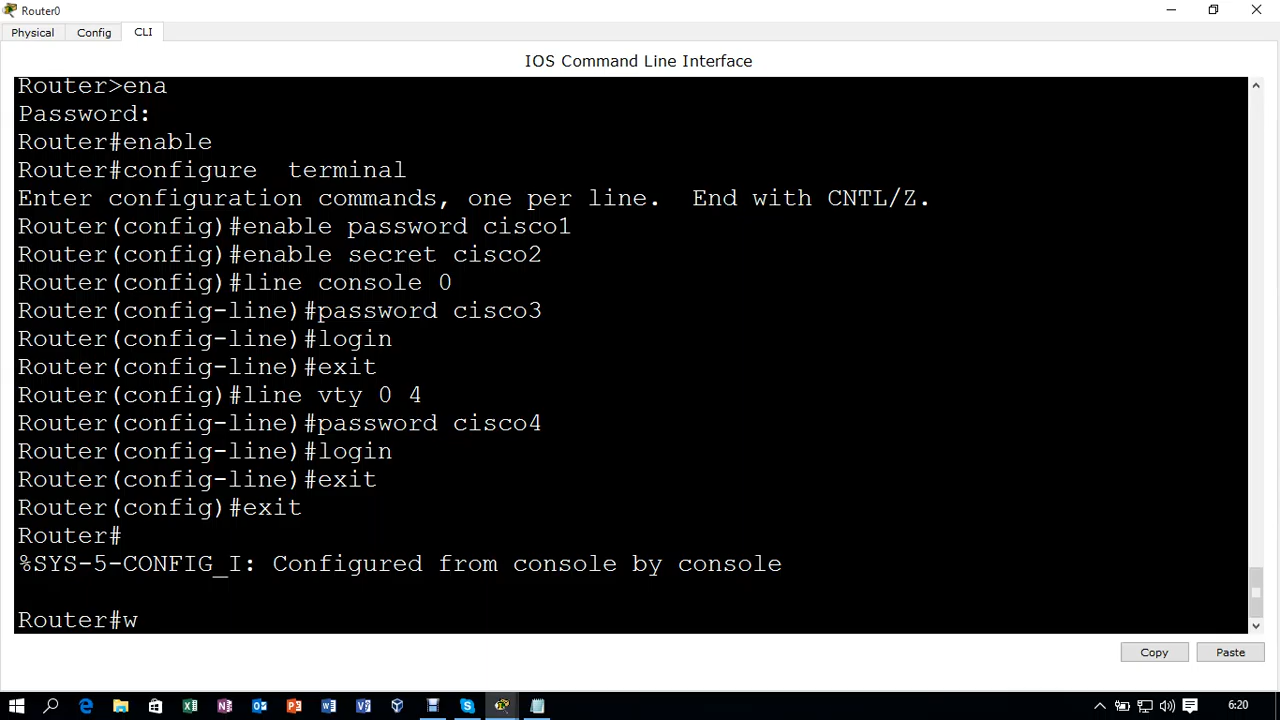 Router0
Physical Config CLI
IOS Command Line Interface
Router>ena
Password:
Router#enable
Router#configure  terminal
Enter configuration commands, one per line.  End with CNTL/Z.
Router(config)#enable password cisco1
Router(config)#enable secret cisco2
Router(config)#line console 0
Router(config-line)#password cisco3
Router(config-line)#login
Router(config-line)#exit
Router(config)#line vty 0 4
Router(config-line)#password cisco4
Router(config-line)#login
Router(config-line)#exit
Router(config)#exit
Router#
%SYS-5-CONFIG_I: Configured from console by console
Router#w
Copy Paste
6:20